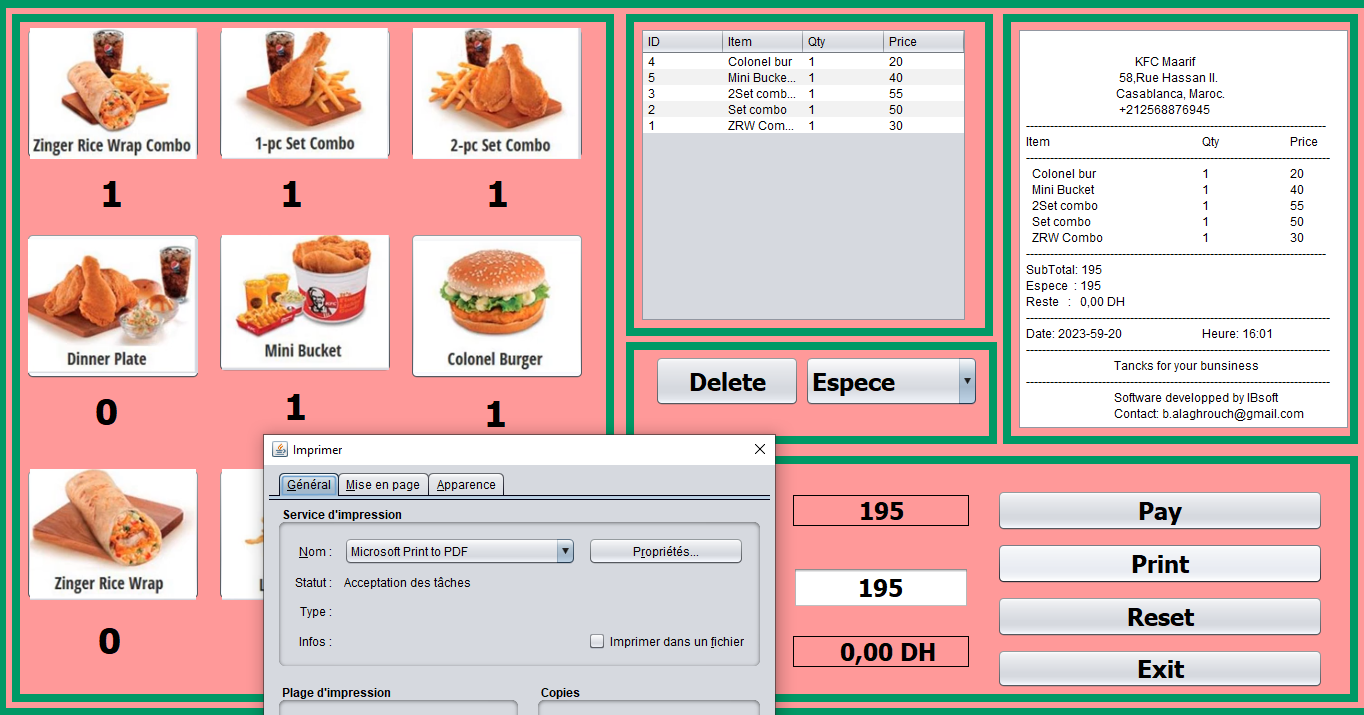 Zinger Rice Wrap Combo
1-pc Set Combo
2-pc Set Combo
1
1
1
Dinner Plate
Mini Bucket
Colonel Burger
0
1
1
Zinger Rice Wrap
0
ID Item Qty Price
4 Colonel bur 1 20
5 Mini Bucke... 1 40
3 2Set comb... 1 55
2 Set combo 1 50
1 ZRW Com... 1 30
Delete
Espece
KFC Maarif
58,Rue Hassan II.
Casablanca, Maroc.
+212568876945
Item Qty Price
Colonel bur 1 20
Mini Bucket 1 40
2Set combo 1 55
Set combo 1 50
ZRW Combo 1 30
SubTotal: 195
Espece : 195
Reste : 0,00 DH
Date: 2023-59-20 Heure: 16:01
Tancks for your bunsiness
Software developped by IBsoft
Contact: b.alaghrouch@gmail.com
Imprimer
Général Mise en page Apparence
Service d'impression
Nom : Microsoft Print to PDF Propriétés...
Statut : Acceptation des tâches
Type :
Infos : Imprimer dans un fichier
Plage d'impression Copies
195
195
0,00 DH
Pay
Print
Reset
Exit